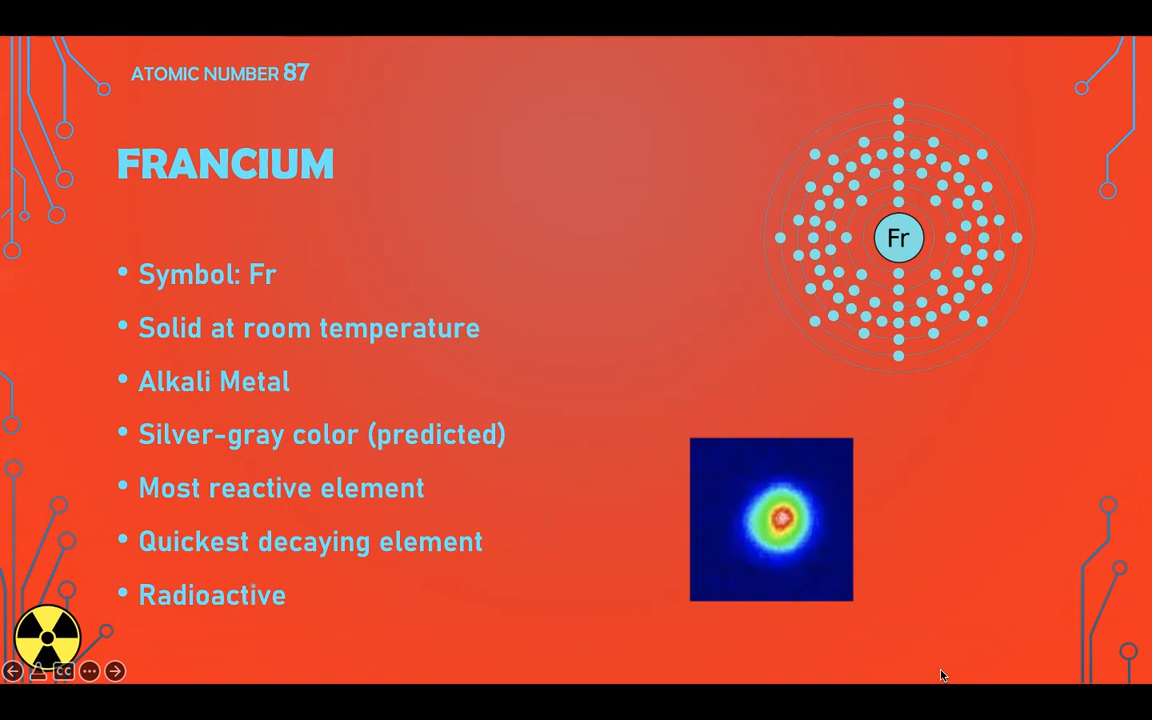 ATOMIC NUMBER 87
FRANCIUM
Fr
• Symbol: Fr
• Solid at room temperature
• Alkali Metal
• Silver-gray color (predicted)
• Most reactive element
• Quickest decaying element
• Radioactive
CC